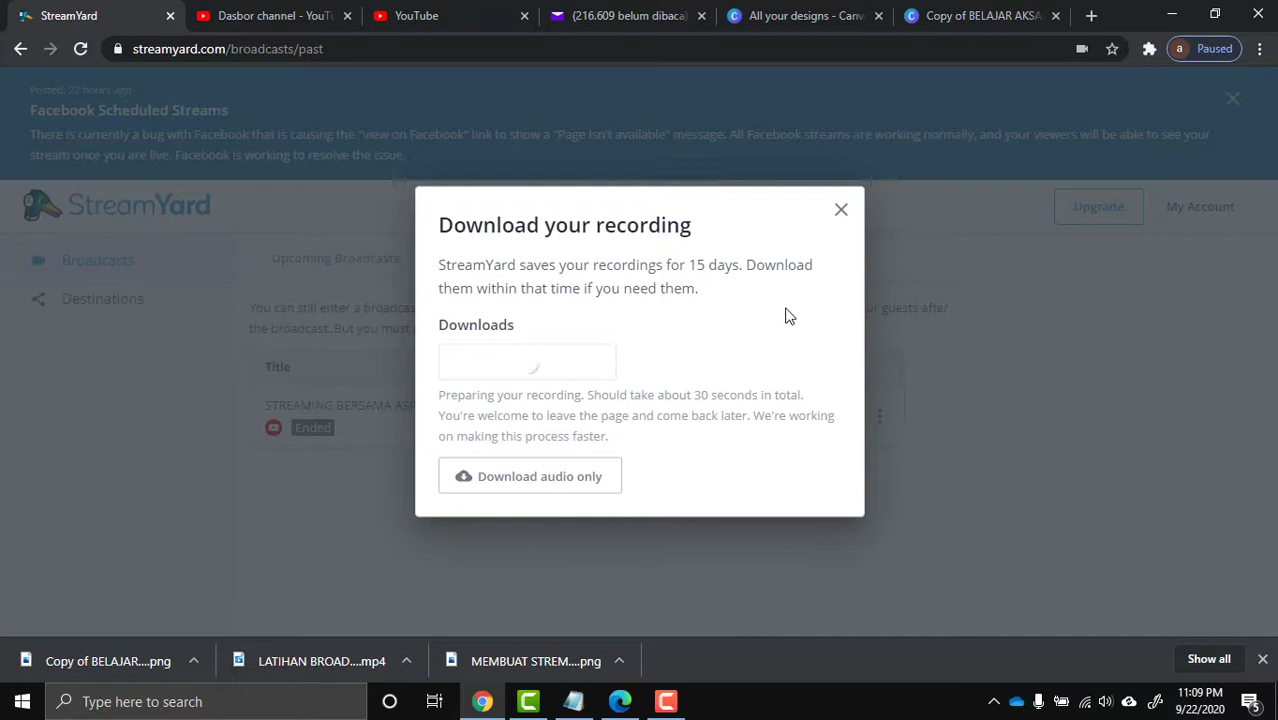 StreamYard
Dasbor channel - YouTu
YouTube
(216.609 belum dibaca)
All your designs - Canv
Copy of BELAJAR AKSA
streamyard.com/broadcasts/past
a Paused
Posted, 22 hours ago
Facebook Scheduled Streams
There is currently a bug with Facebook that is causing the "view on Facebook" link to show a "Page isn't available" message. All Facebook streams are working normally, and your viewers will be able to see your
stream once you are live. Facebook is working to resolve the issue.
StreamYard
Upgrade
My Account
Broadcasts
Destinations
Upcoming Broadcasts
You can still enter a broadcas
ur guests after
the broadcast. But you must
Title
STREAMING BERSAMA ASP
Ended
Download your recording
StreamYard saves your recordings for 15 days. Download
them within that time if you need them.
Downloads
Preparing your recording. Should take about 30 seconds in total.
You're welcome to leave the page and come back later. We're working
on making this process faster.
Download audio only
Copy of BELAJAR....png
LATIHAN BROAD....mp4
MEMBUAT STREM....png
Show all
Type here to search
11:09 PM
9/22/2020
5